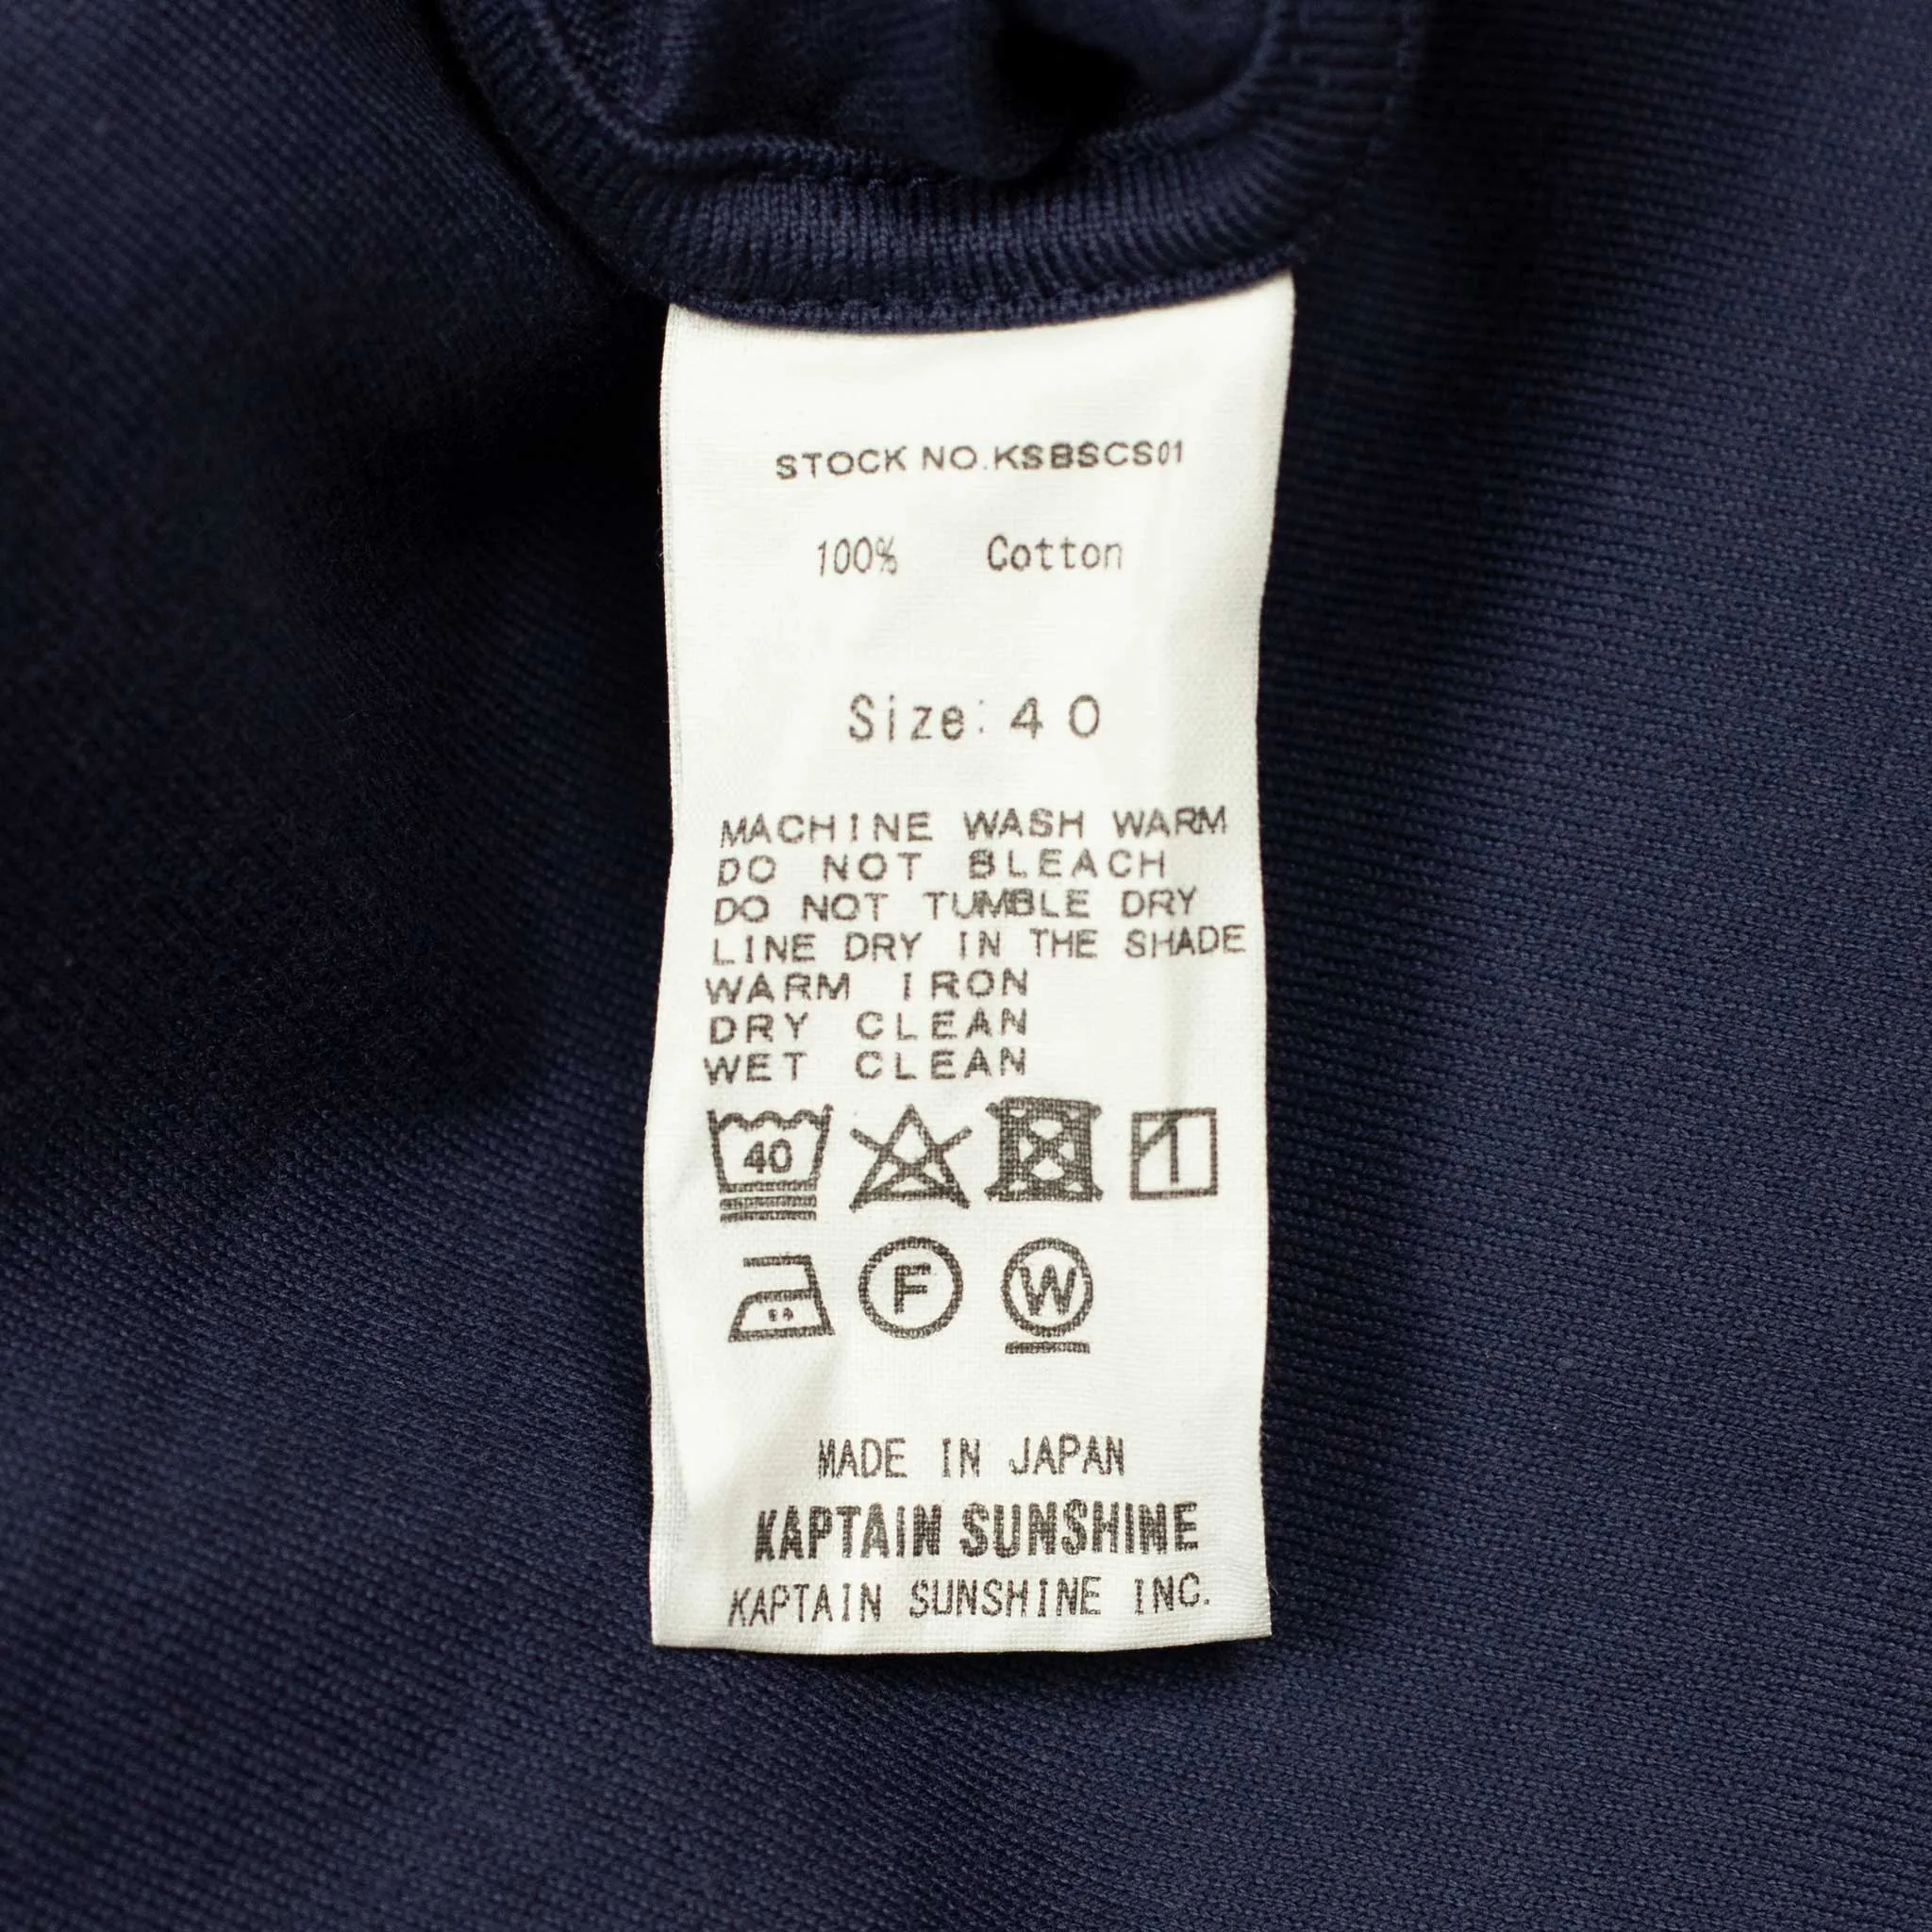 STOCK NO.KSBSCS01
100% Cotton
Size:40
MACHINE WASH WARM
DO NOT BLEACH
DO NOT TUMBLE DRY
LINE DRY IN THE SHADE
WARM IRON
DRY CLEAN
WET CLEAN
40
F W
MADE IN JAPAN
KAPTAIN SUNSHINE
KAPTAIN SUNSHINE INC.